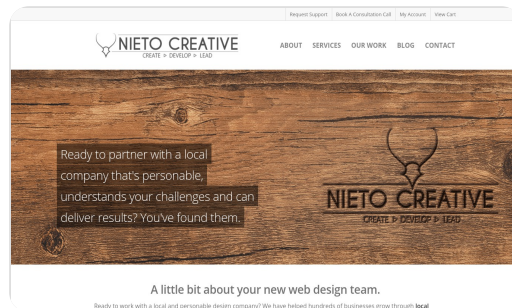 Request Support Book A Consultation Call My Account View Cart
NIETO CREATIVE
CREATE ➢ DEVELOP ➢ LEAD
ABOUT SERVICES OUR WORK BLOG CONTACT
Ready to partner with a local
company that's personable,
understands your challenges and can
deliver results? You've found them.
NIETO CREATIVE
CREATE ➢ DEVELOP ➢ LEAD
A little bit about your new web design team.
Ready to work with a local and personable design company? We have helped hundreds of businesses grow through local